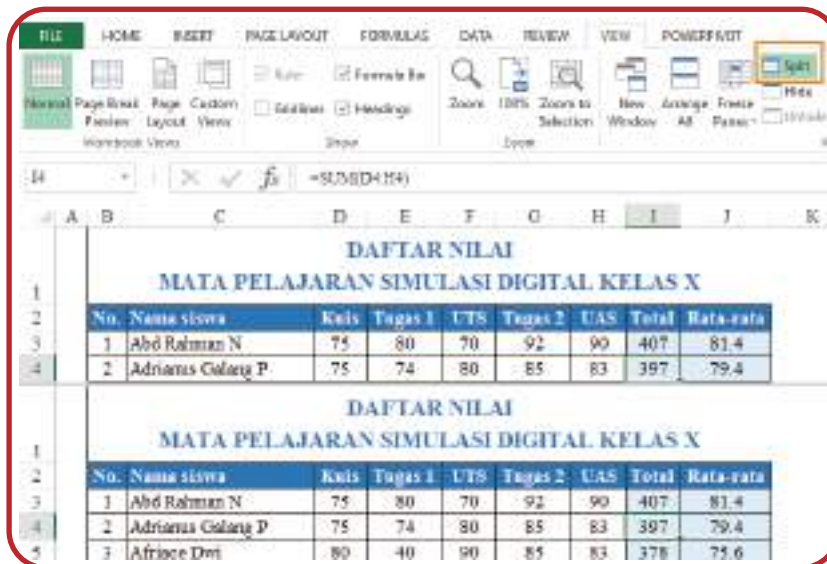 FILE HOME INSERT PAGE LAYOUT FORMULAS DATA REVIEW VIEW POWERPIVOT
Normal Page Break Preview Page Layout Custom Views
Ruler Formula Bar
Gridlines Headings
Zoom 100% Zoom to Selection
New Window Arrange All Freeze Panes
Split
Hide
Workbook Views Show Zoom
I4 fx =SUM(D4:H4)
A B C D E F G H I J K
DAFTAR NILAI
1 MATA PELAJARAN SIMULASI DIGITAL KELAS X
2 No. Nama siswa Kuis Tugas 1 UTS Tugas 2 UAS Total Rata-rata
3 1 Abd Rahman N 75 80 70 92 90 407 81.4
4 2 Adrianus Galang P 75 74 80 85 83 397 79.4
DAFTAR NILAI
1 MATA PELAJARAN SIMULASI DIGITAL KELAS X
2 No. Nama siswa Kuis Tugas 1 UTS Tugas 2 UAS Total Rata-rata
3 1 Abd Rahman N 75 80 70 92 90 407 81.4
4 2 Adrianus Galang P 75 74 80 85 83 397 79.4
5 3 Afriace Dwi 80 40 90 85 83 378 75.6